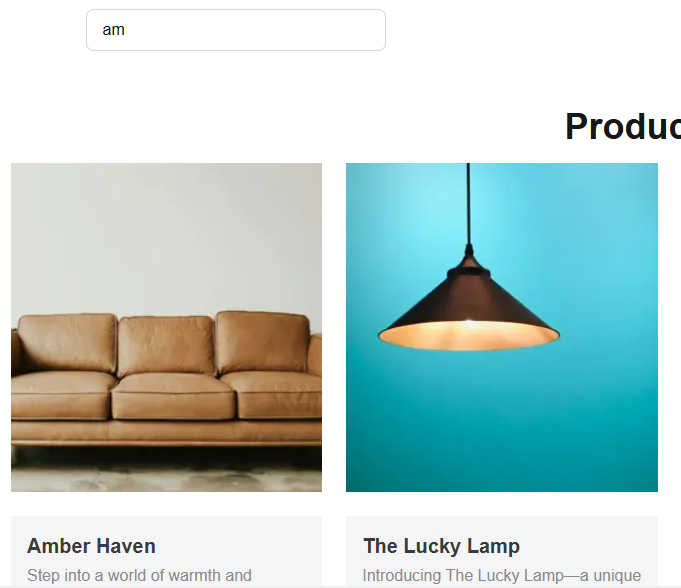 am
Produc
Amber Haven
The Lucky Lamp
Step into a world of warmth and
Introducing The Lucky Lamp—a unique